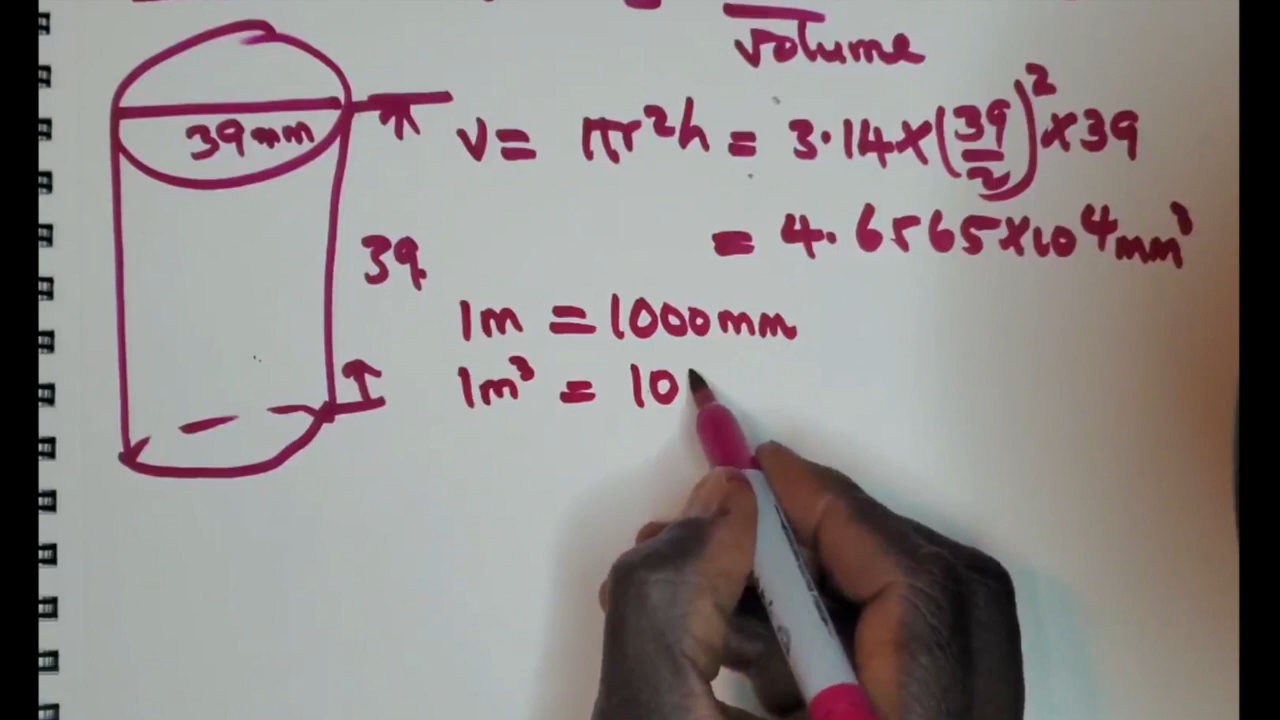 volume
39mm
V = πr²h = 3.14×(39/2)²×39
= 4.6565×10⁴mm³
39
1m = 1000mm
1m³ = 10